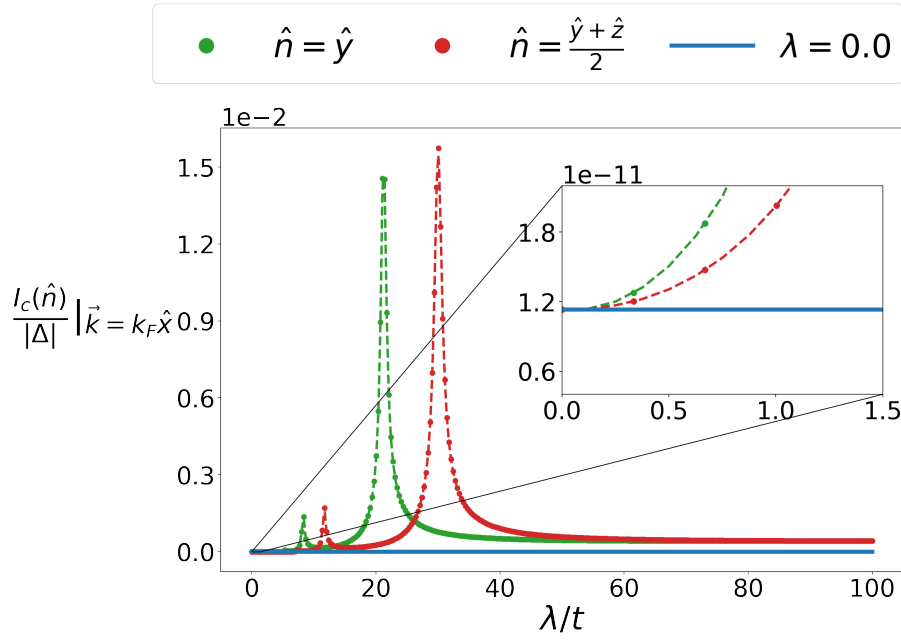 n̂ = ŷ   n̂ = (ŷ + ẑ)/2   λ = 0.0
1e−2
1.5
1.2
0.9
0.6
0.3
0.0
I_c(n̂)/|Δ| |_{k⃗ = k_F x̂}
1e−11
1.8
1.2
0.6
0.0 0.5 1.0 1.5
0 20 40 60 80 100
λ/t